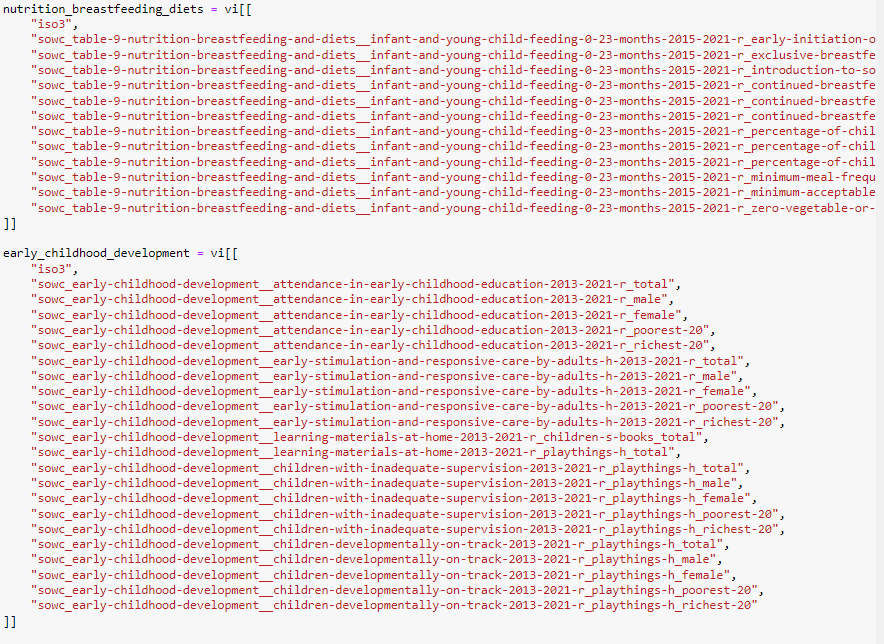 nutrition_breastfeeding_diets = vi[[
    "iso3",
    "sowc_table-9-nutrition-breastfeeding-and-diets__infant-and-young-child-feeding-0-23-months-2015-2021-r_early-initiation-o
    "sowc_table-9-nutrition-breastfeeding-and-diets__infant-and-young-child-feeding-0-23-months-2015-2021-r_exclusive-breastfe
    "sowc_table-9-nutrition-breastfeeding-and-diets__infant-and-young-child-feeding-0-23-months-2015-2021-r_introduction-to-so
    "sowc_table-9-nutrition-breastfeeding-and-diets__infant-and-young-child-feeding-0-23-months-2015-2021-r_continued-breastfe
    "sowc_table-9-nutrition-breastfeeding-and-diets__infant-and-young-child-feeding-0-23-months-2015-2021-r_continued-breastfe
    "sowc_table-9-nutrition-breastfeeding-and-diets__infant-and-young-child-feeding-0-23-months-2015-2021-r_continued-breastfe
    "sowc_table-9-nutrition-breastfeeding-and-diets__infant-and-young-child-feeding-0-23-months-2015-2021-r_percentage-of-chil
    "sowc_table-9-nutrition-breastfeeding-and-diets__infant-and-young-child-feeding-0-23-months-2015-2021-r_percentage-of-chil
    "sowc_table-9-nutrition-breastfeeding-and-diets__infant-and-young-child-feeding-0-23-months-2015-2021-r_percentage-of-chil
    "sowc_table-9-nutrition-breastfeeding-and-diets__infant-and-young-child-feeding-0-23-months-2015-2021-r_minimum-meal-frequ
    "sowc_table-9-nutrition-breastfeeding-and-diets__infant-and-young-child-feeding-0-23-months-2015-2021-r_minimum-acceptable
    "sowc_table-9-nutrition-breastfeeding-and-diets__infant-and-young-child-feeding-0-23-months-2015-2021-r_zero-vegetable-or-
]]
early_childhood_development = vi[[
    "iso3",
    "sowc_early-childhood-development__attendance-in-early-childhood-education-2013-2021-r_total",
    "sowc_early-childhood-development__attendance-in-early-childhood-education-2013-2021-r_male",
    "sowc_early-childhood-development__attendance-in-early-childhood-education-2013-2021-r_female",
    "sowc_early-childhood-development__attendance-in-early-childhood-education-2013-2021-r_poorest-20",
    "sowc_early-childhood-development__attendance-in-early-childhood-education-2013-2021-r_richest-20",
    "sowc_early-childhood-development__early-stimulation-and-responsive-care-by-adults-h-2013-2021-r_total",
    "sowc_early-childhood-development__early-stimulation-and-responsive-care-by-adults-h-2013-2021-r_male",
    "sowc_early-childhood-development__early-stimulation-and-responsive-care-by-adults-h-2013-2021-r_female",
    "sowc_early-childhood-development__early-stimulation-and-responsive-care-by-adults-h-2013-2021-r_poorest-20",
    "sowc_early-childhood-development__early-stimulation-and-responsive-care-by-adults-h-2013-2021-r_richest-20",
    "sowc_early-childhood-development__learning-materials-at-home-2013-2021-r_children-s-books_total",
    "sowc_early-childhood-development__learning-materials-at-home-2013-2021-r_playthings-h_total",
    "sowc_early-childhood-development__children-with-inadequate-supervision-2013-2021-r_playthings-h_total",
    "sowc_early-childhood-development__children-with-inadequate-supervision-2013-2021-r_playthings-h_male",
    "sowc_early-childhood-development__children-with-inadequate-supervision-2013-2021-r_playthings-h_female",
    "sowc_early-childhood-development__children-with-inadequate-supervision-2013-2021-r_playthings-h_poorest-20",
    "sowc_early-childhood-development__children-with-inadequate-supervision-2013-2021-r_playthings-h_richest-20",
    "sowc_early-childhood-development__children-developmentally-on-track-2013-2021-r_playthings-h_total",
    "sowc_early-childhood-development__children-developmentally-on-track-2013-2021-r_playthings-h_male",
    "sowc_early-childhood-development__children-developmentally-on-track-2013-2021-r_playthings-h_female",
    "sowc_early-childhood-development__children-developmentally-on-track-2013-2021-r_playthings-h_poorest-20",
    "sowc_early-childhood-development__children-developmentally-on-track-2013-2021-r_playthings-h_richest-20"
]]